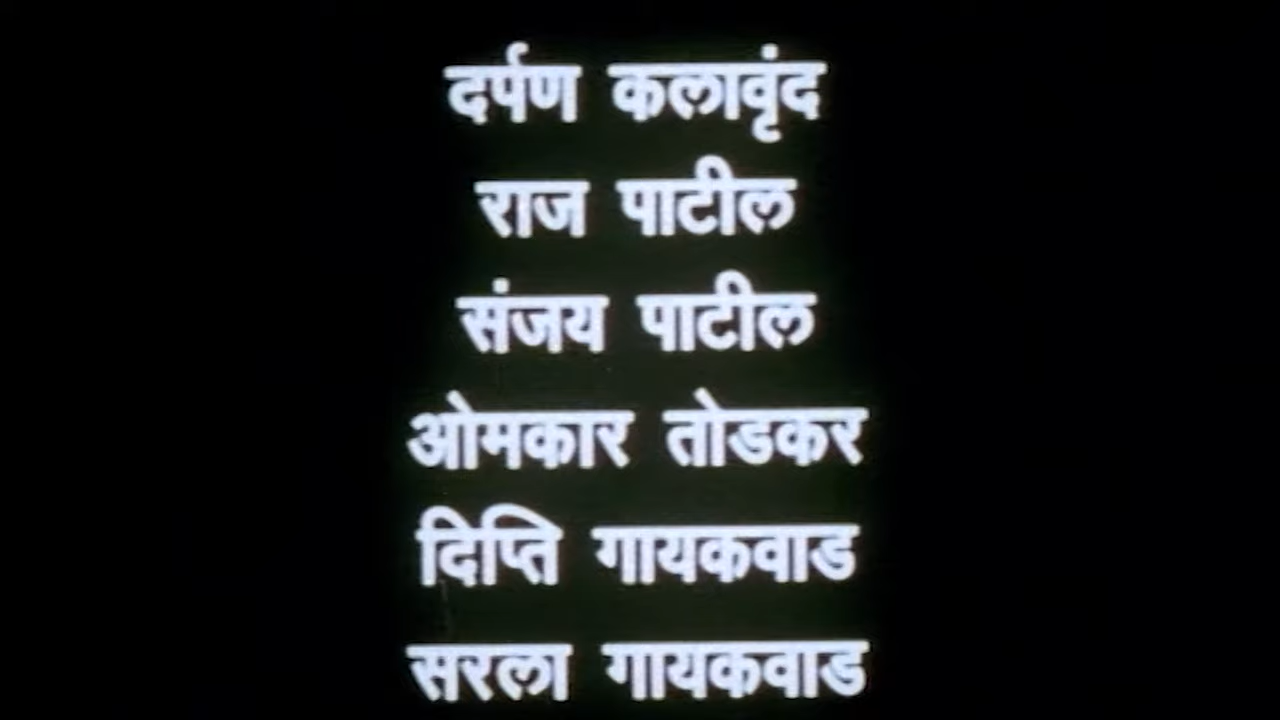 दर्पण कलावृंद
राज पाटील
संजय पाटील
ओमकार तोडकर
दिप्ति गायकवाड
सरला गायकवाड